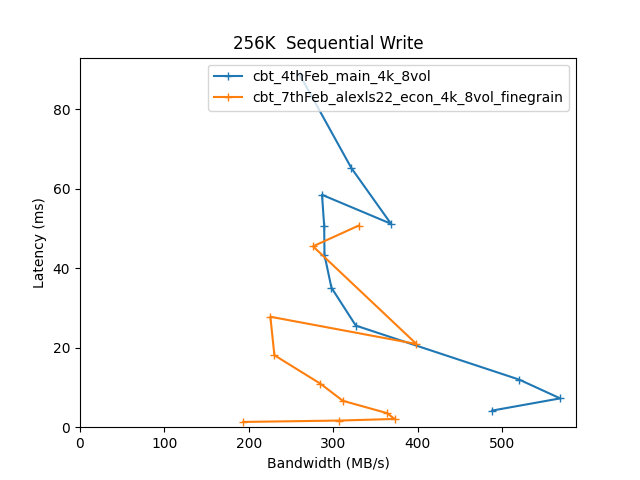 256K  Sequential Write
cbt_4thFeb_main_4k_8vol
cbt_7thFeb_alexls22_econ_4k_8vol_finegrain
80
60
40
20
0
Latency (ms)
0 100 200 300 400 500
Bandwidth (MB/s)